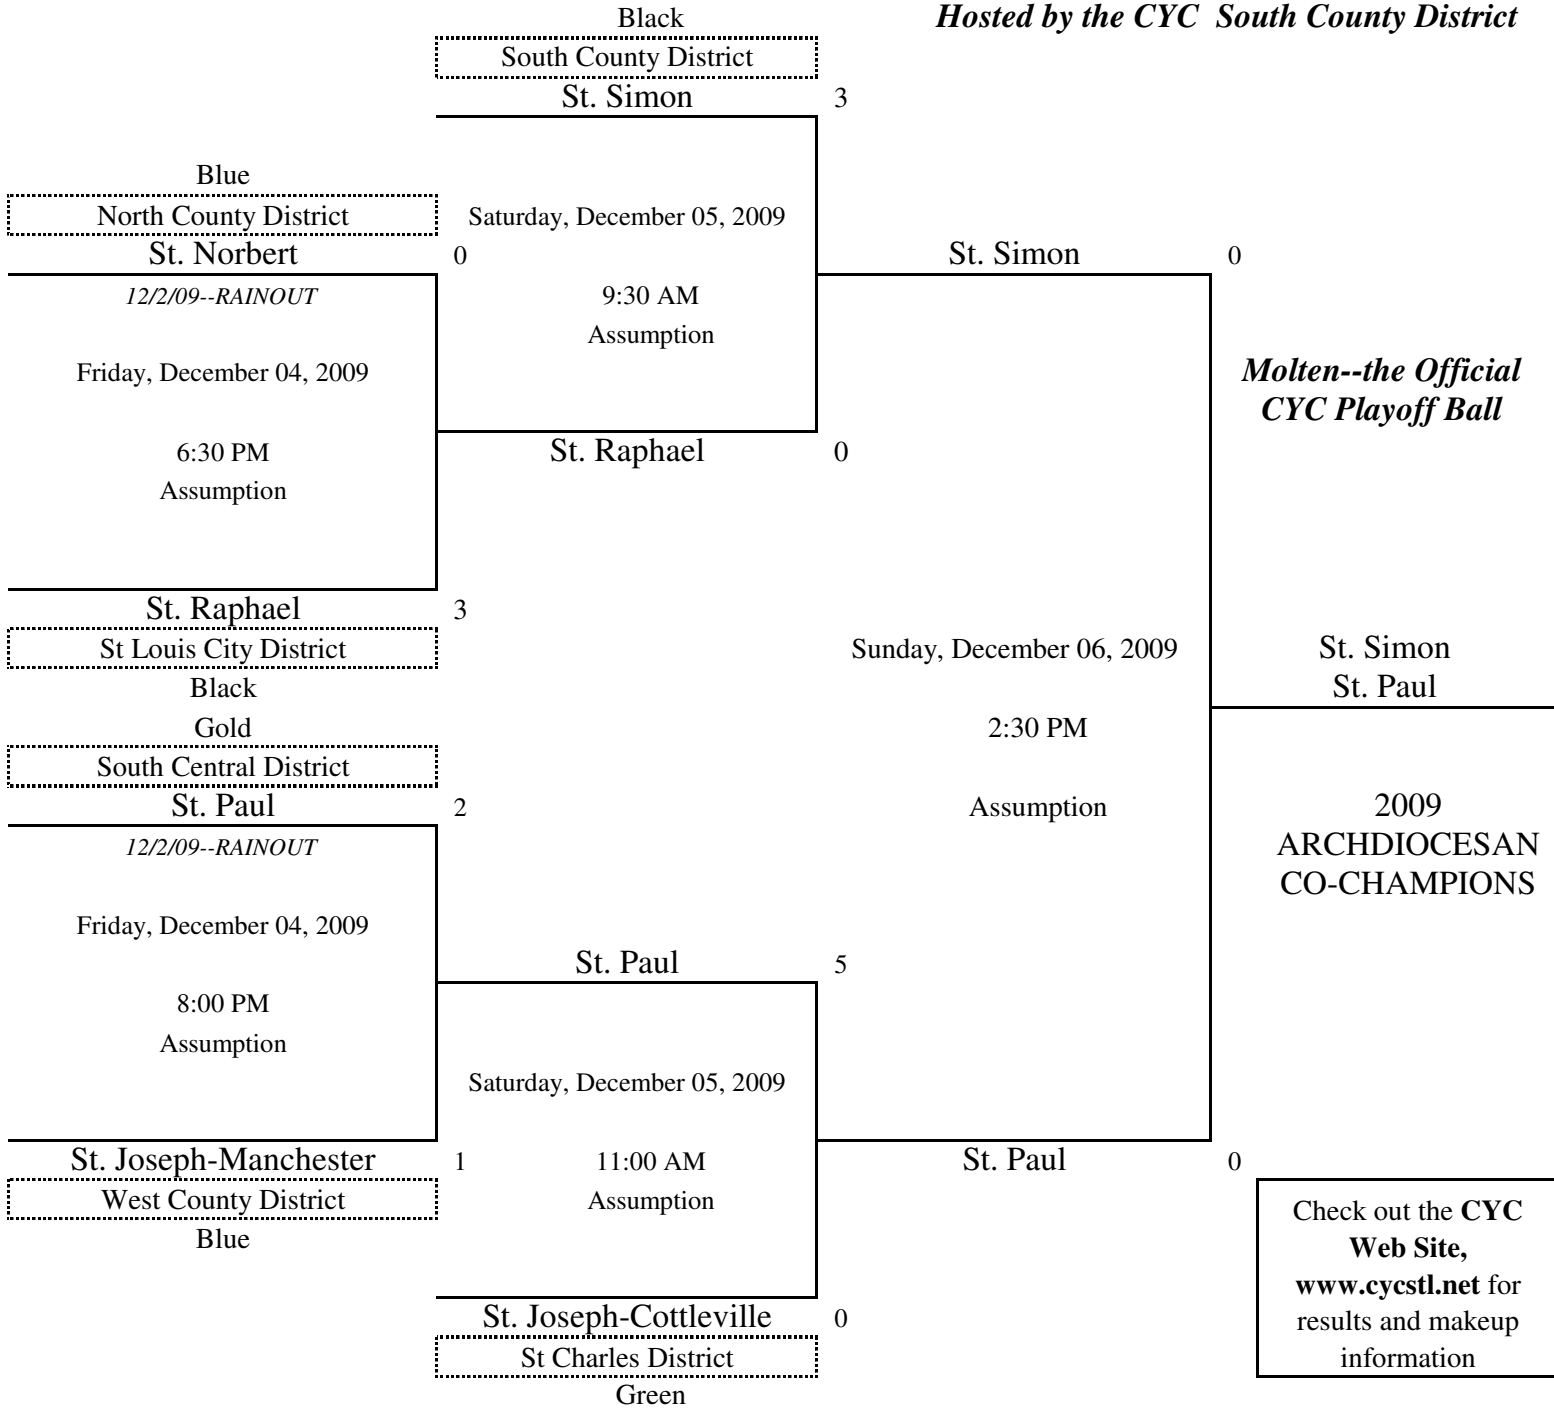 Black
Hosted by the CYC South County District
South County District
St. Simon 3
Blue
North County District
Saturday, December 05, 2009
St. Norbert 0
St. Simon 0
12/2/09--RAINOUT
9:30 AM
Assumption
Friday, December 04, 2009
Molten--the Official
CYC Playoff Ball
6:30 PM
St. Raphael 0
Assumption
St. Raphael 3
St Louis City District
Sunday, December 06, 2009
St. Simon
Black
St. Paul
Gold
2:30 PM
South Central District
St. Paul 2
Assumption
2009
12/2/09--RAINOUT
ARCHDIOCESAN
CO-CHAMPIONS
Friday, December 04, 2009
St. Paul 5
8:00 PM
Assumption
Saturday, December 05, 2009
St. Joseph-Manchester 1
11:00 AM
St. Paul 0
West County District
Assumption
Blue
Check out the CYC
Web Site,
www.cycstl.net for
results and makeup
information
St. Joseph-Cottleville 0
St Charles District
Green